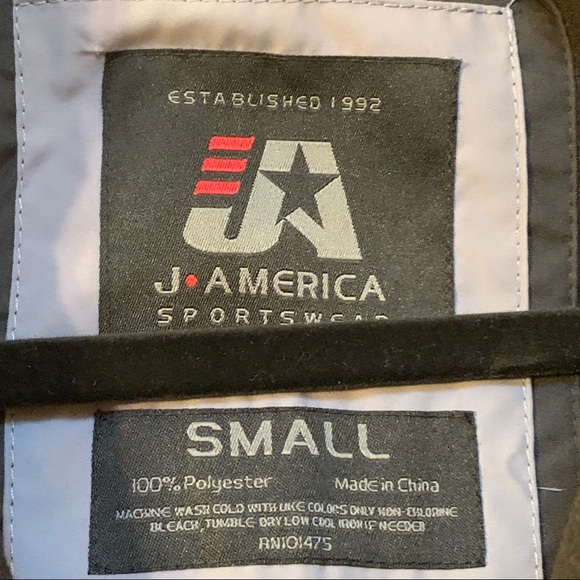 ESTABLISHED 1992
JA
J•AMERICA
SPORTSWEAR
SMALL
100% Polyester Made in China
MACHINE WASH COLD WITH LIKE COLORS ONLY NON-CHLORINE
BLEACH, TUMBLE DRY LOW COOL IRON IF NEEDED
RN101475